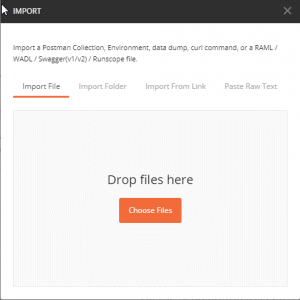 IMPORT
Import a Postman Collection, Environment, data dump, curl command, or a RAML /
WADL / Swagger(v1/v2) / Runscope file.
Import File Import Folder Import From Link Paste Raw Text
Drop files here
Choose Files